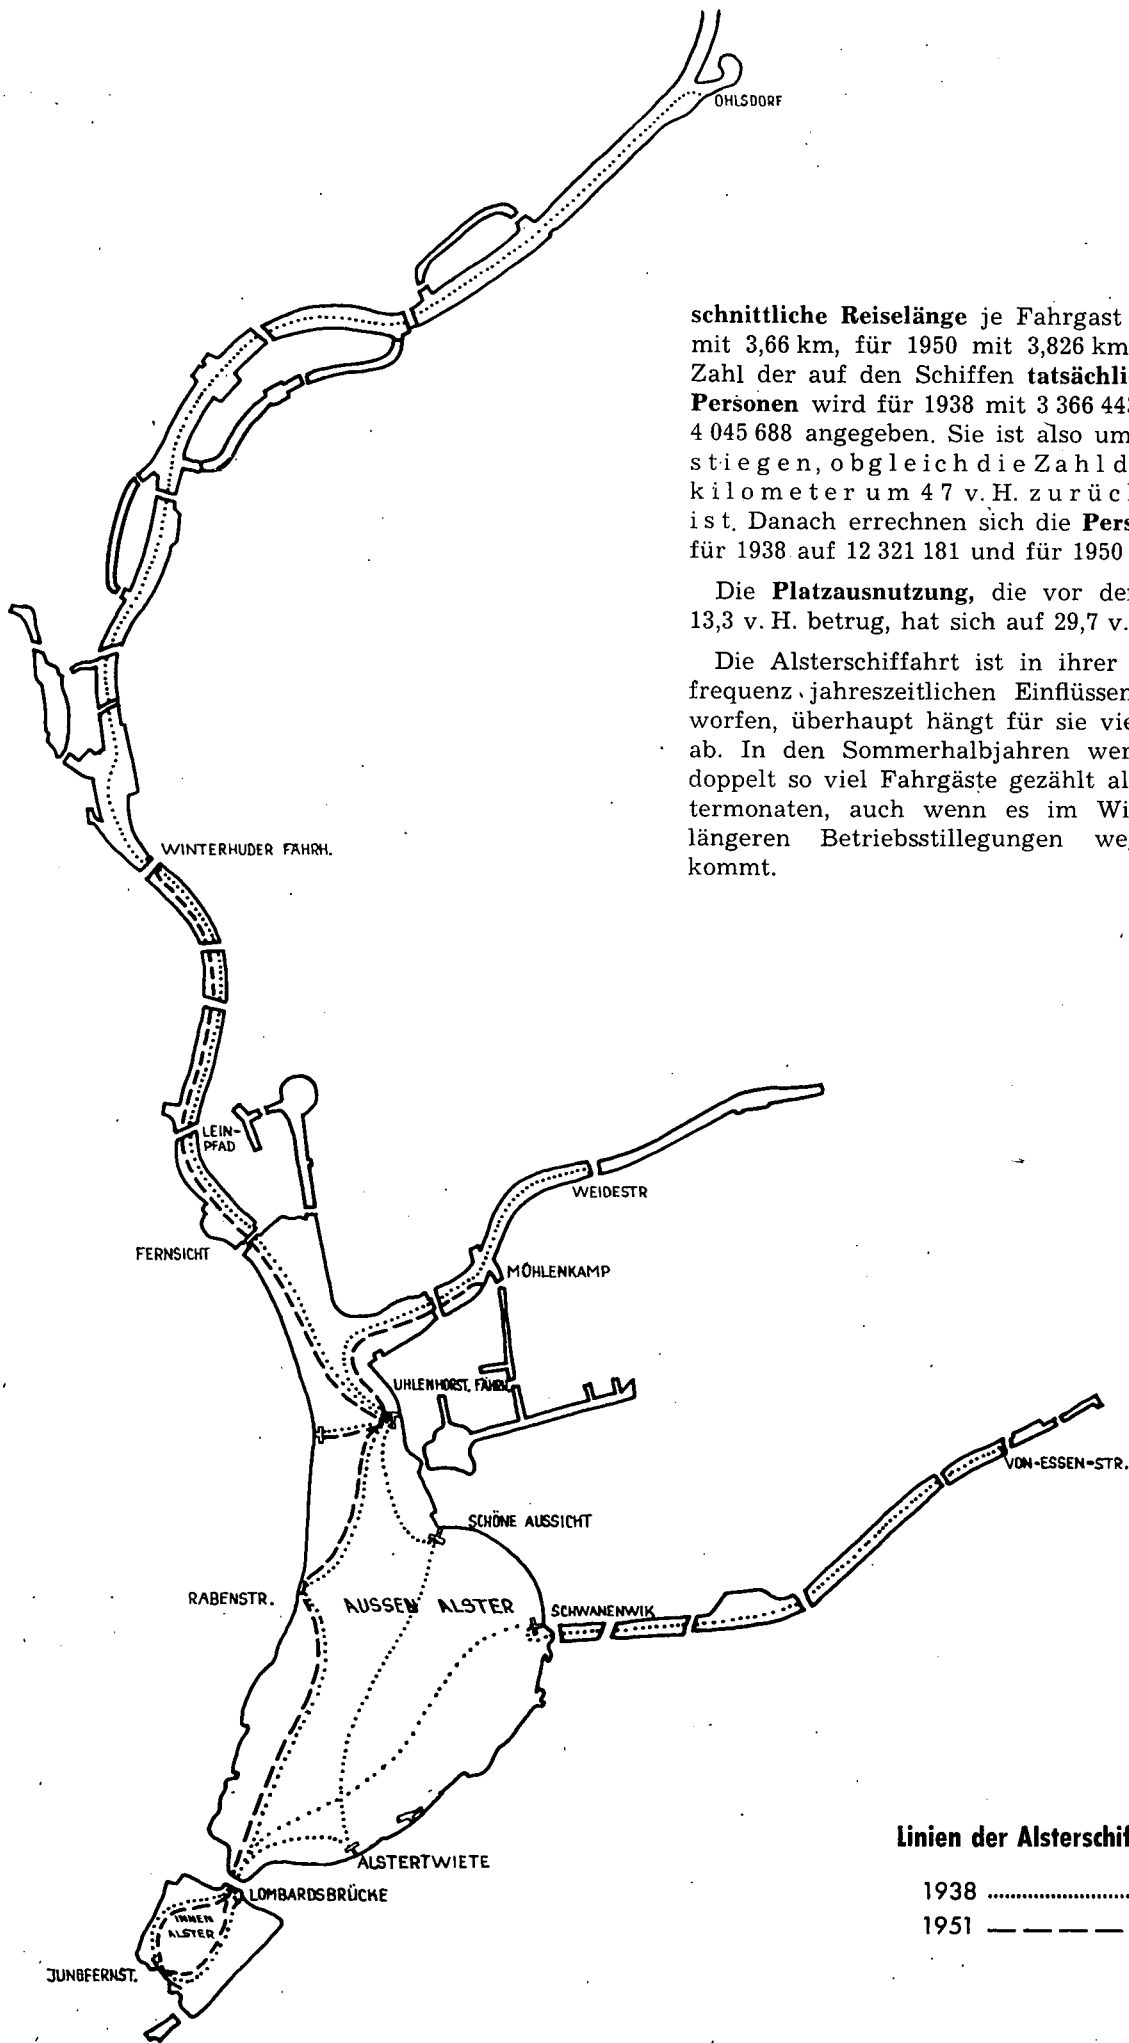 OHLSDORF
schnittliche Reiselänge je Fahrgast
mit 3,66 km, für 1950 mit 3,826 km
Zahl der auf den Schiffen
Personen wird für 1938 mit 3 366 443
4 045 688 angegeben. Sie ist also um
stiegen, obgleich die Zahl d
kilometer um 47 v. H. zurüc
ist. Danach errechnen sich die Pers
für 1938 auf 12 321 181 und für 1950
Die Platzausnutzung, die vor de
13,3 v. H. betrug, hat sich auf 29,7 v.
Die Alsterschiffahrt ist in ihrer
frequenz jahreszeitlichen Einflüssen
worfen, überhaupt hängt für sie vie
ab. In den Sommerhalbjahren wer
doppelt so viel Fahrgäste gezählt al
termonaten, auch wenn es im Wi
längeren Betriebsstillegungen we
kommt.
WINTERHUDER FÄHRH.
LEIN-
PFAD
WEIDESTR
FERNSICHT
MÖHLENKAMP
UHLENHORST. FÄHRH.
VON-ESSEN-STR.
SCHÖNE AUSSICHT
RABENSTR.
AUSSEN ALSTER
SCHWANENWIK
ALSTERTWIETE
LOMBARDSBRÜCKE
INNEN
ALSTER
JUNGFERNST.
Linien der Alsterschif
1938
1951